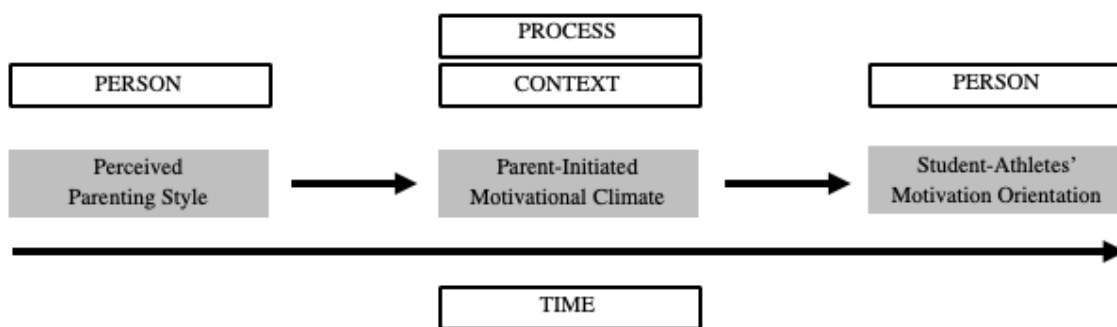 PROCESS
PERSON
CONTEXT
PERSON
Perceived
Parenting Style
Parent-Initiated
Motivational Climate
Student-Athletes’
Motivation Orientation
TIME